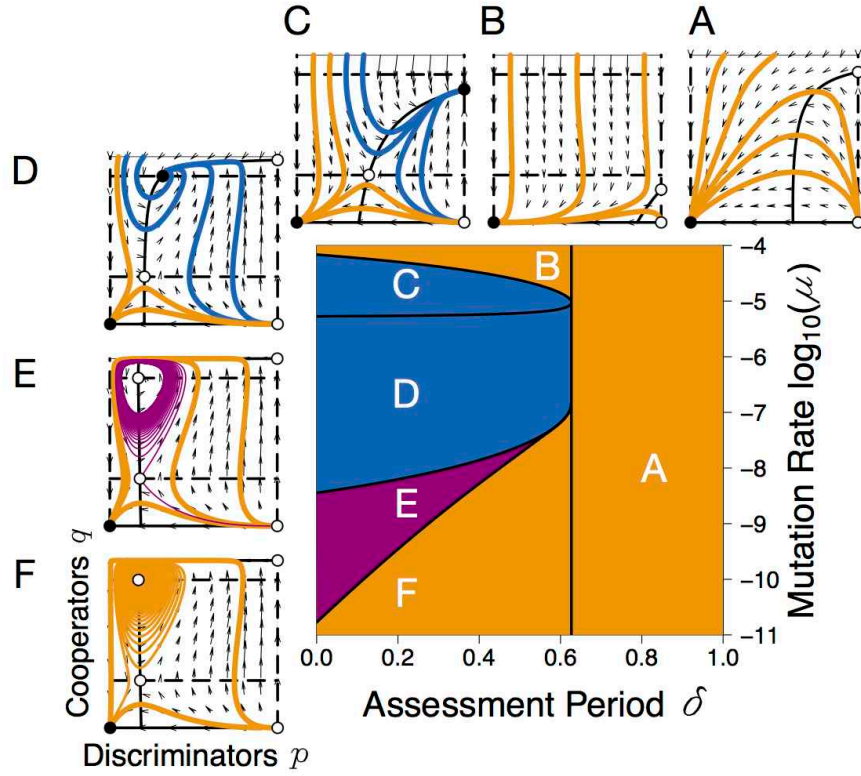 C
B
A
D
E
F
B
C
D
E
F
A
−4
−5
−6
−7
−8
−9
−10
−11
Mutation Rate log₁₀(μ)
0.0
0.2
0.4
0.6
0.8
1.0
Assessment Period δ
Cooperators q
Discriminators p